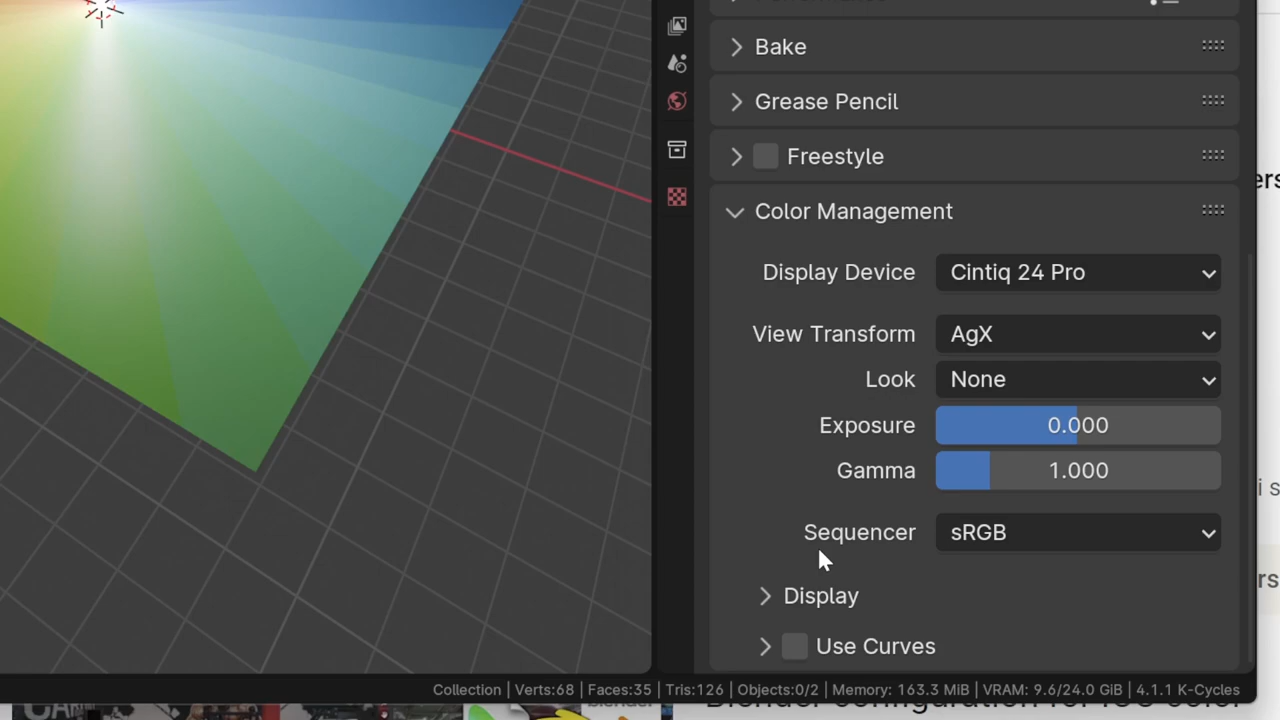 Bake
Grease Pencil
Freestyle
Color Management
Display Device Cintiq 24 Pro
View Transform AgX
Look None
Exposure 0.000
Gamma 1.000
Sequencer sRGB
Display
Use Curves
Collection | Verts:68 | Faces:35 | Tris:126 | Objects:0/2 | Memory: 163.3 MiB | VRAM: 9.6/24.0 GiB | 4.1.1 K-Cycles